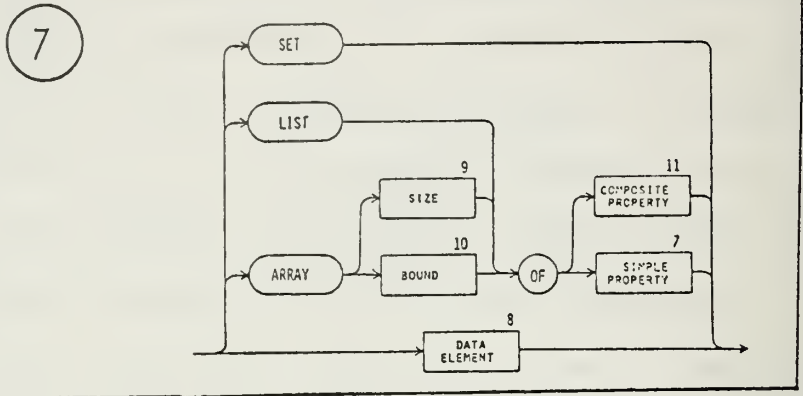 7
SET
LIST
9
SIZE
11
COMPOSITE
PROPERTY
10
BOUND
7
SIMPLE
PROPERTY
ARRAY
OF
8
DATA
ELEMENT